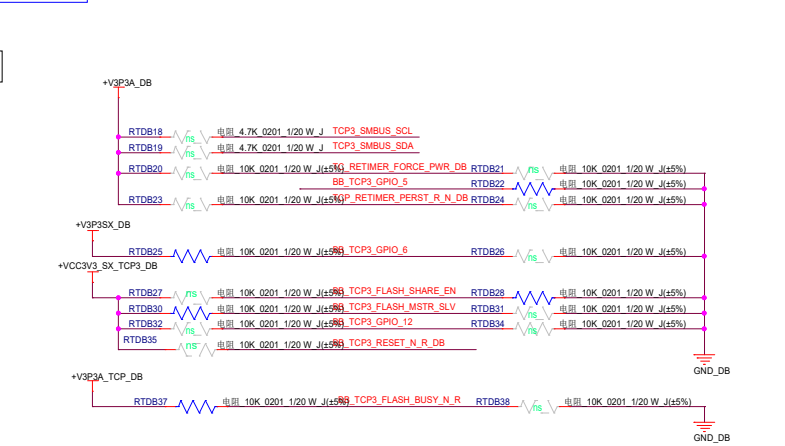 +V3P3A_DB
RTDB18 ns 电阻_4.7K_0201_1/20 W_J TCP3_SMBUS_SCL
RTDB19 ns 电阻_4.7K_0201_1/20 W_J TCP3_SMBUS_SDA
RTDB20 ns 电阻_10K_0201_1/20 W_J(±5%) RETIMER_FORCE_PWR_DB RTDB21 ns 电阻_10K_0201_1/20 W_J(±5%)
BB_TCP3_GPIO_5 RTDB22 电阻_10K_0201_1/20 W_J(±5%)
RTDB23 ns 电阻_10K_0201_1/20 W_J(±5%) TCP_RETIMER_PERST_R_N_DB RTDB24 ns 电阻_10K_0201_1/20 W_J(±5%)
+V3P3SX_DB
RTDB25 电阻_10K_0201_1/20 W_J(±5%) BB_TCP3_GPIO_6 RTDB26 ns 电阻_10K_0201_1/20 W_J(±5%)
+VCC3V3_SX_TCP3_DB
RTDB27 ns 电阻_10K_0201_1/20 W_J(±5%) BB_TCP3_FLASH_SHARE_EN RTDB28 电阻_10K_0201_1/20 W_J(±5%)
RTDB30 电阻_10K_0201_1/20 W_J(±5%) BB_TCP3_FLASH_MSTR_SLV RTDB31 ns 电阻_10K_0201_1/20 W_J(±5%)
RTDB32 ns 电阻_10K_0201_1/20 W_J(±5%) BB_TCP3_GPIO_12 RTDB34 ns 电阻_10K_0201_1/20 W_J(±5%)
RTDB35 ns 电阻_10K_0201_1/20 W_J(±5%) BB_TCP3_RESET_N_R_DB
GND_DB
+V3P3A_TCP_DB
RTDB37 电阻_10K_0201_1/20 W_J(±5%) BB_TCP3_FLASH_BUSY_N_R RTDB38 ns 电阻_10K_0201_1/20 W_J(±5%)
GND_DB